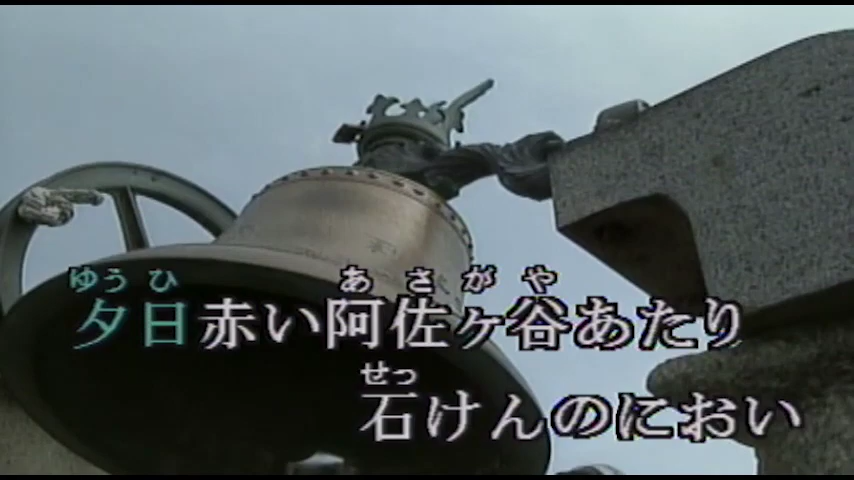 ゆうひ あさがや
夕日赤い阿佐ヶ谷あたり
せっ
石けんのにおい